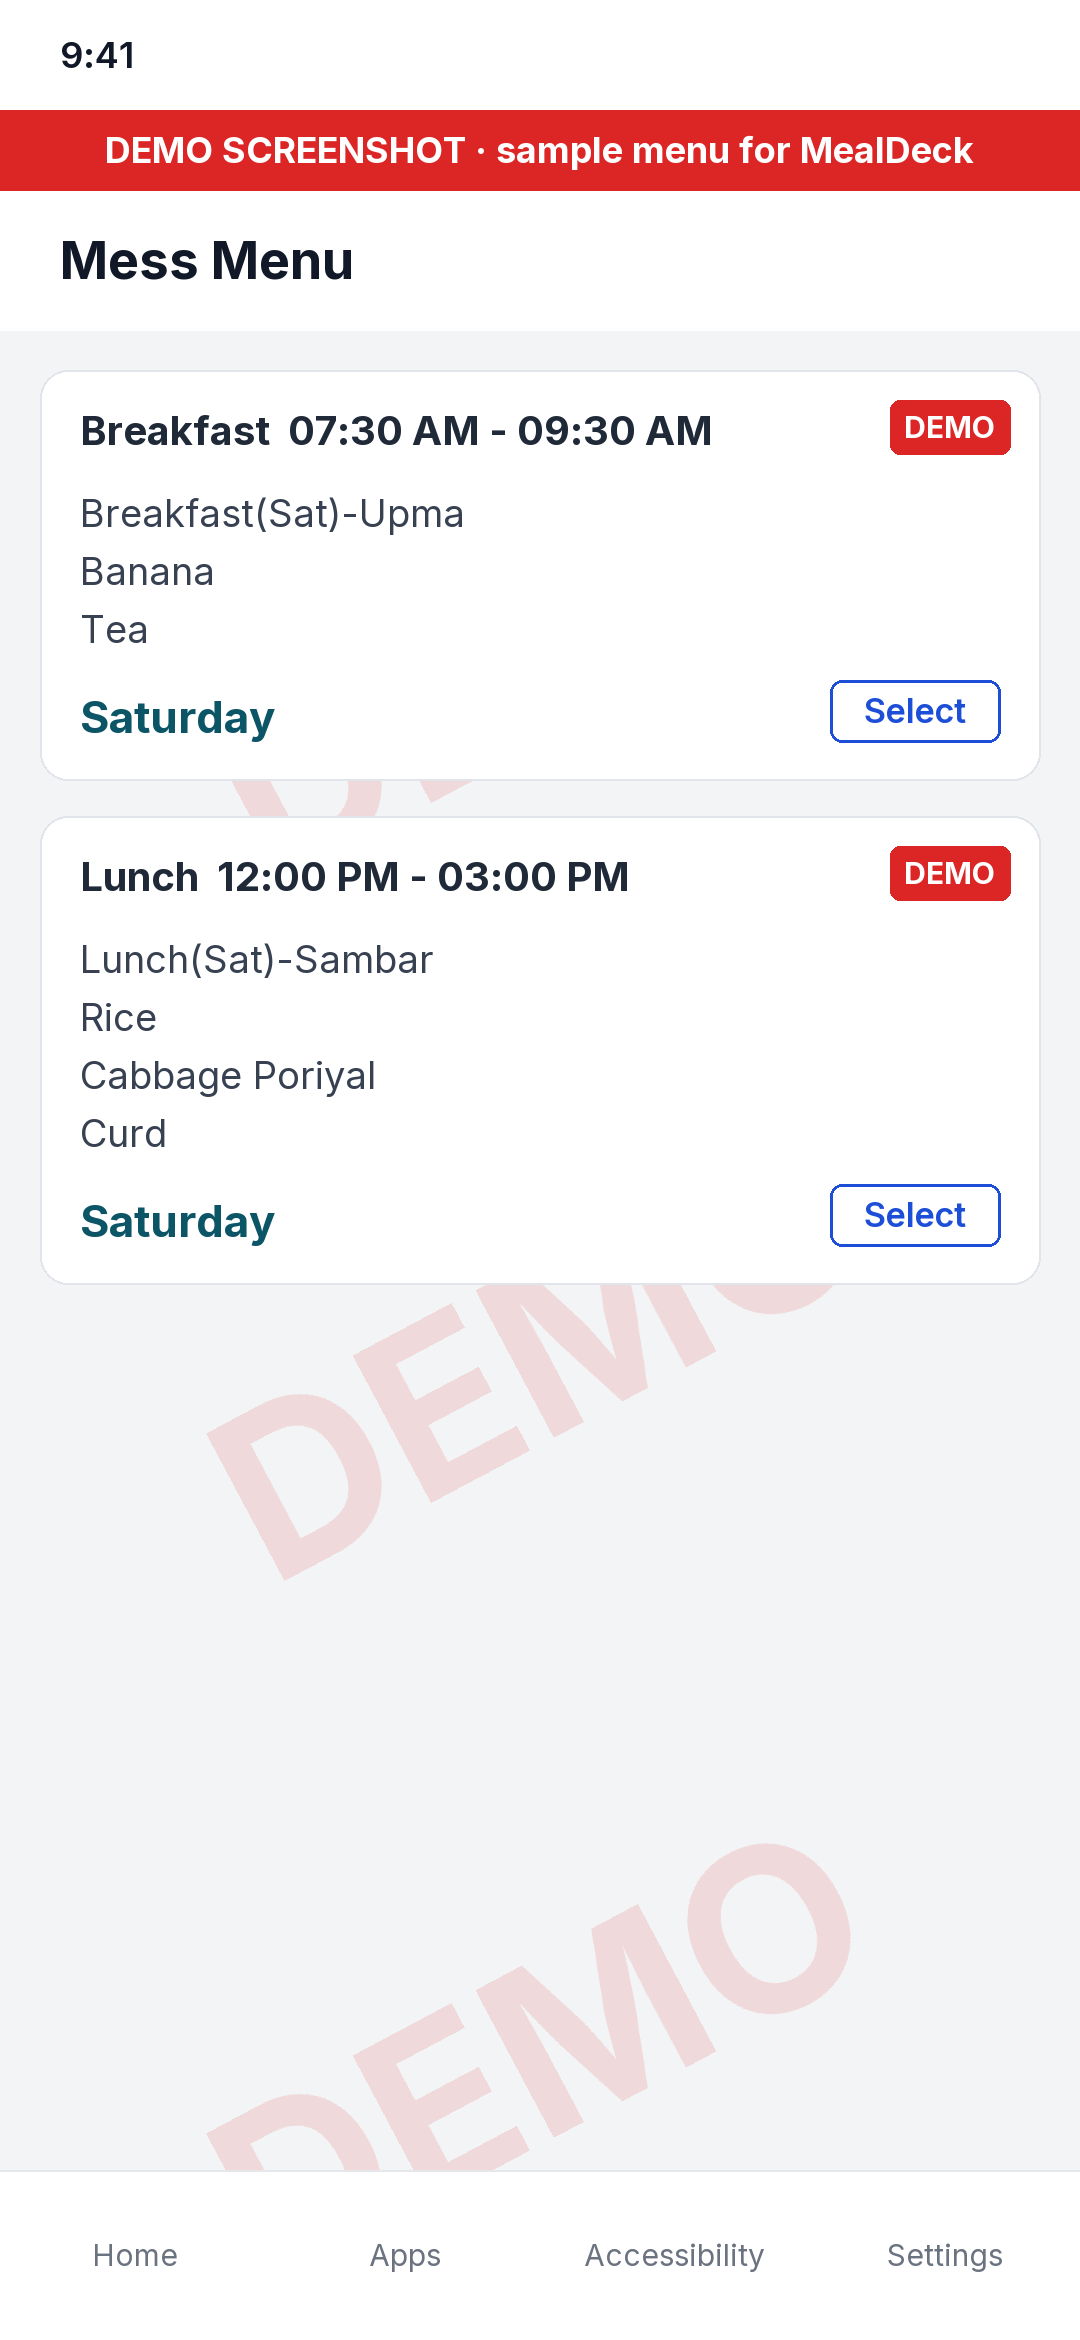 9:41
DEMO SCREENSHOT · sample menu for MealDeck
Mess Menu
Breakfast 07:30 AM - 09:30 AM
DEMO
Breakfast(Sat)-Upma
Banana
Tea
Saturday
Select
Lunch 12:00 PM - 03:00 PM
DEMO
Lunch(Sat)-Sambar
Rice
Cabbage Poriyal
Curd
Saturday
Select
DEMO
DEMO
Home Apps Accessibility Settings